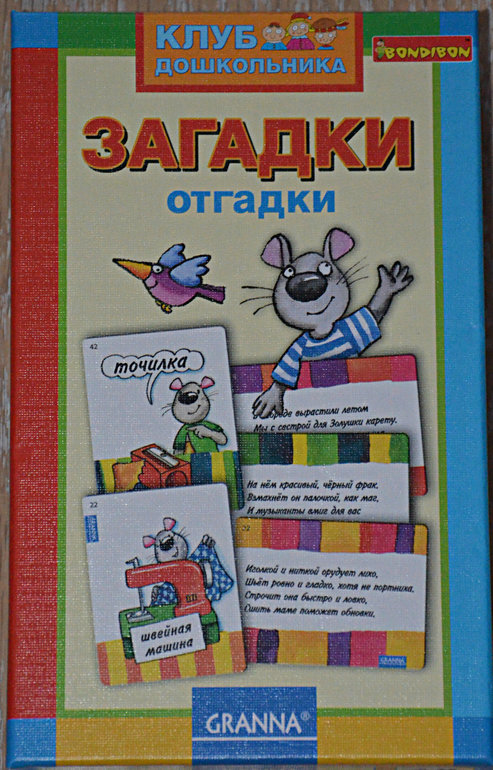 КЛУБ
ДОШКОЛЬНИКА
BONDIBON
ЗАГАДКИ
ОТГАДКИ
42
точилка
вырастили летом
Мы с сестрой для Золушки карету.
На нём красивый, чёрный фрак.
Взмахнёт он палочкой, как маг,
И музыканты вмиг для вас
22
швейная
машина
Иголкой и ниткой орудует лихо,
Шьёт ровно и гладко, хотя не портниха.
Строчит она быстро и ловко,
Сшить маме поможет обновки.
GRANNA
GRANNA®